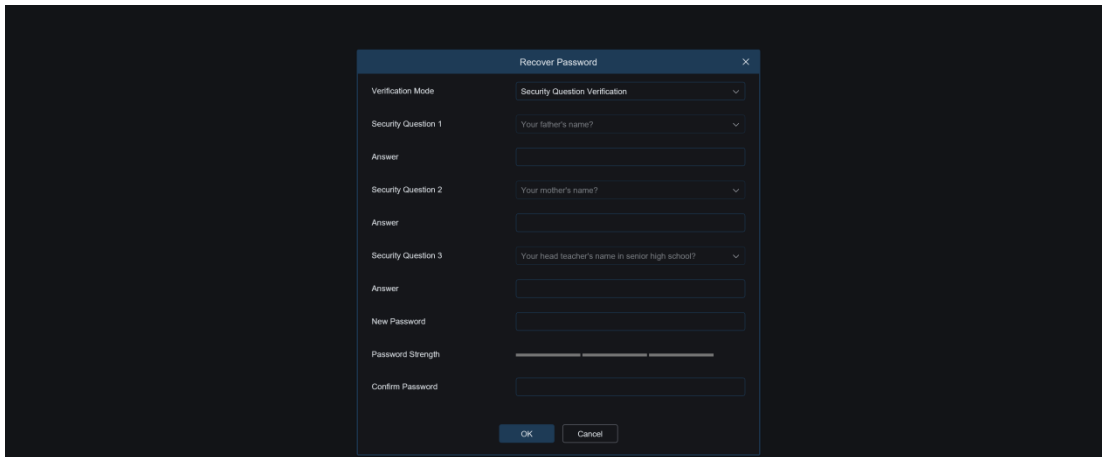 Recover Password
Verification Mode Security Question Verification
Security Question 1 Your father's name?
Answer
Security Question 2 Your mother's name?
Answer
Security Question 3 Your head teacher's name in senior high school?
Answer
New Password
Password Strength
Confirm Password
OK Cancel